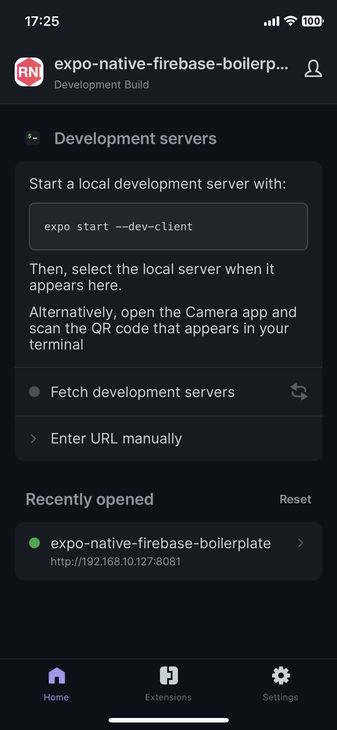 17:25
100
RNI
expo-native-firebase-boilerp...
Development Build
$ -
Development servers
Start a local development server with:
expo start --dev-client
Then, select the local server when it
appears here.
Alternatively, open the Camera app and
scan the QR code that appears in your
terminal
Fetch development servers
Enter URL manually
Recently opened
Reset
expo-native-firebase-boilerplate
http://192.168.10.127:8081
Home
Extensions
Settings